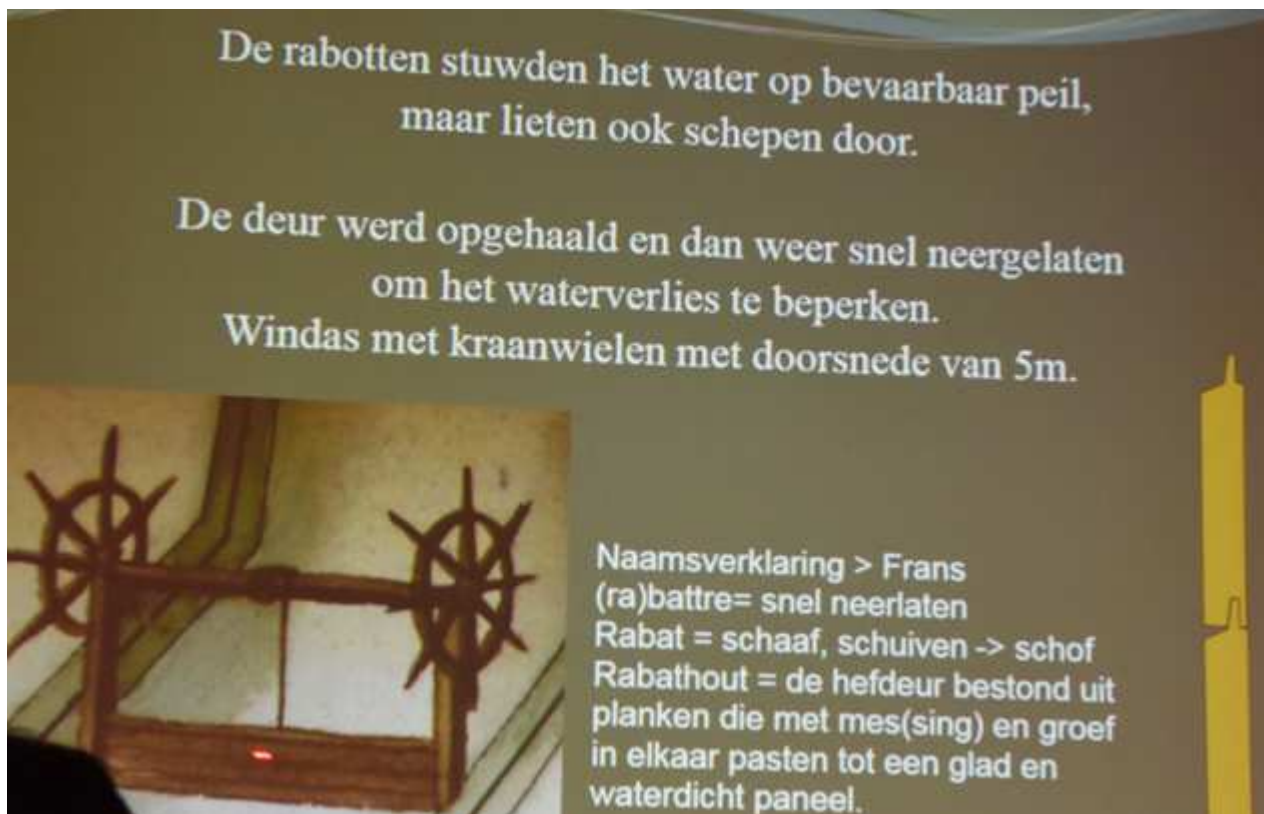 De rabotten stuwden het water op bevaarbaar peil,
maar lieten ook schepen door.
De deur werd opgehaald en dan weer snel neergelaten
om het waterverlies te beperken.
Windas met kraanwielen met doorsnede van 5m.
Naamsverklaring > Frans
(ra)battre= snel neerlaten
Rabat = schaaf, schuiven -> schof
Rabathout = de hefdeur bestond uit
planken die met mes(sing) en groef
in elkaar pasten tot een glad en
waterdicht paneel.